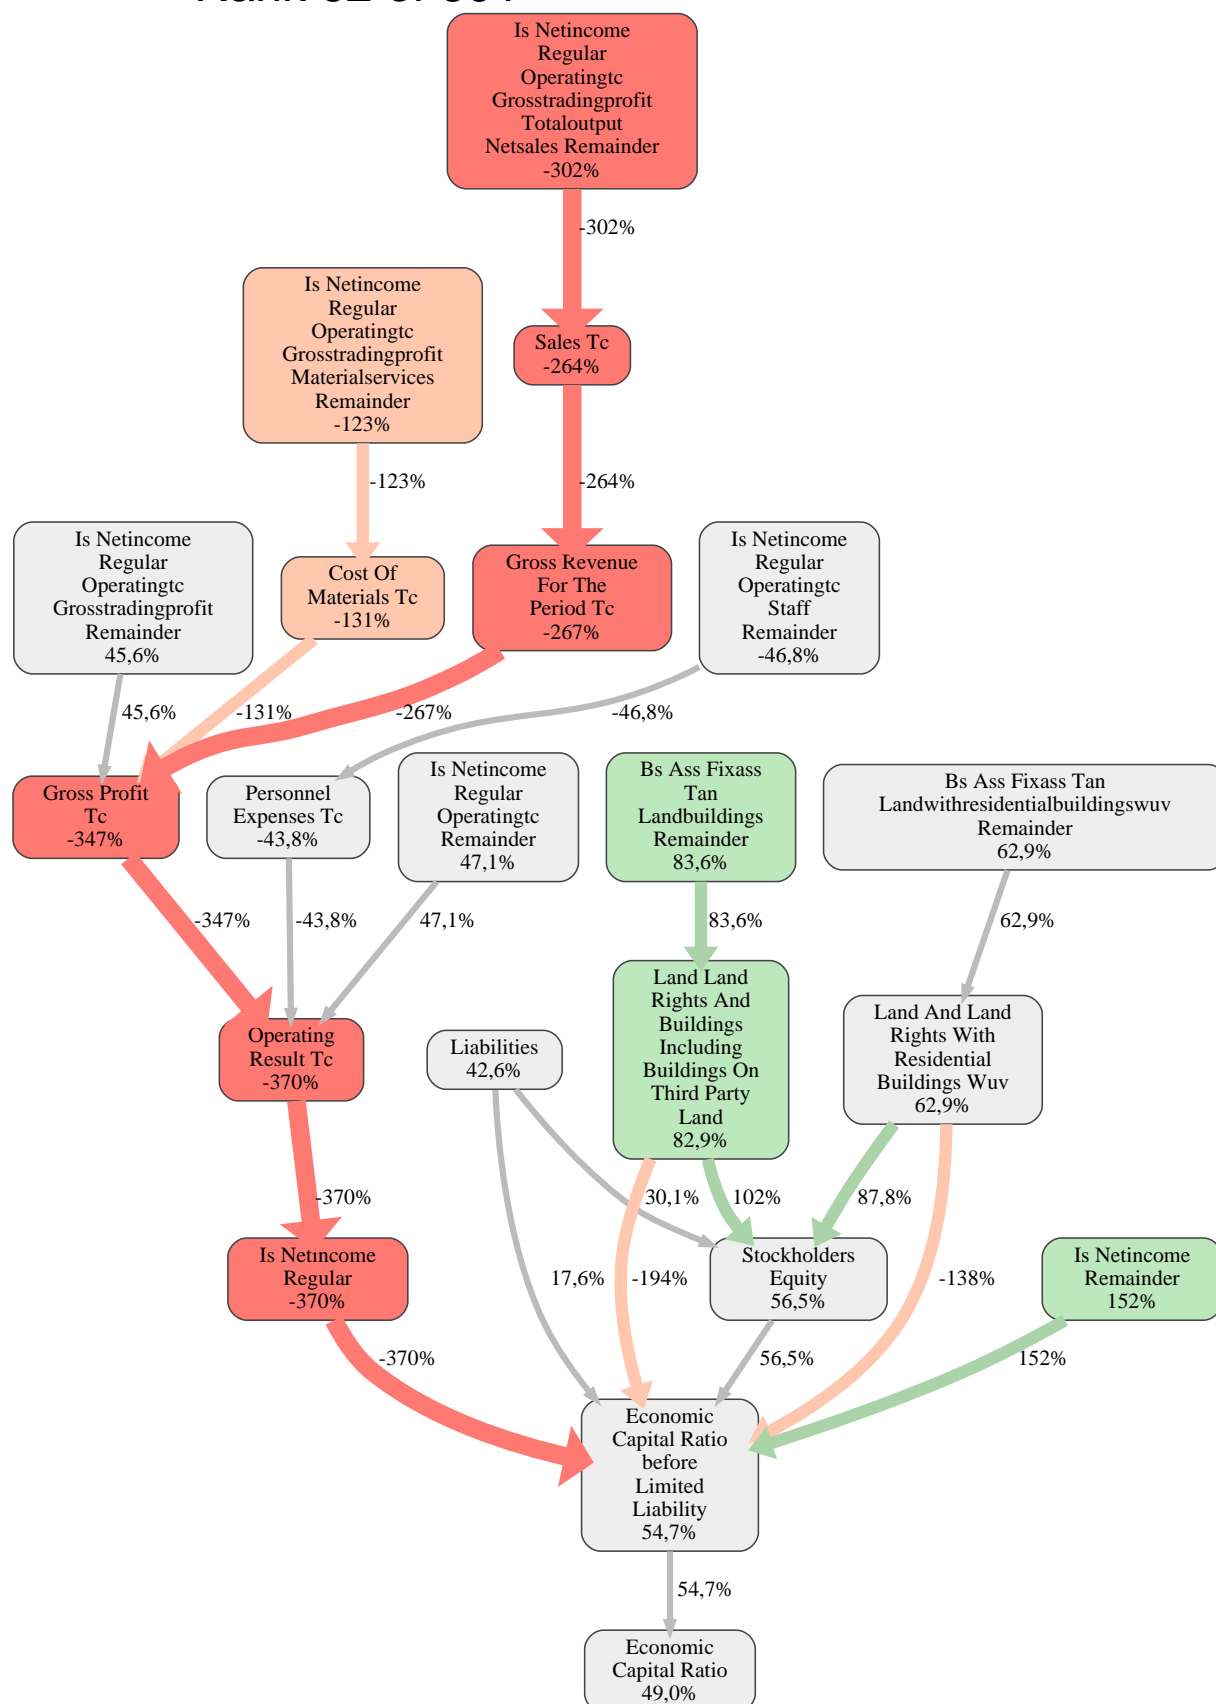 Is Netincome
Regular
Operatingtc
Grosstradingprofit
Totaloutput
Netsales Remainder
-302%
-302%
Is Netincome
Regular
Operatingtc
Grosstradingprofit
Materialservices
Remainder
-123%
Sales Tc
-264%
-123%
-264%
Is Netincome
Regular
Operatingtc
Grosstradingprofit
Remainder
45,6%
Cost Of
Materials Tc
-131%
Gross Revenue
For The
Period Tc
-267%
Is Netincome
Regular
Operatingtc
Staff
Remainder
-46,8%
45,6%
-131%
-267%
-46,8%
Gross Profit
Tc
-347%
Personnel
Expenses Tc
-43,8%
Is Netincome
Regular
Operatingtc
Remainder
47,1%
Bs Ass Fixass
Tan
Landbuildings
Remainder
83,6%
Bs Ass Fixass Tan
Landwithresidentialbuildingswuv
Remainder
62,9%
-347%
-43,8%
47,1%
83,6%
62,9%
Operating
Result Tc
-370%
Liabilities
42,6%
Land Land
Rights And
Buildings
Including
Buildings On
Third Party
Land
82,9%
Land And Land
Rights With
Residential
Buildings Wuv
62,9%
-370%
30,1%
102%
87,8%
Is Netincome
Regular
-370%
17,6%
-194%
Stockholders
Equity
56,5%
-138%
Is Netincome
Remainder
152%
-370%
56,5%
152%
Economic
Capital Ratio
before
Limited
Liability
54,7%
54,7%
Economic
Capital Ratio
49,0%